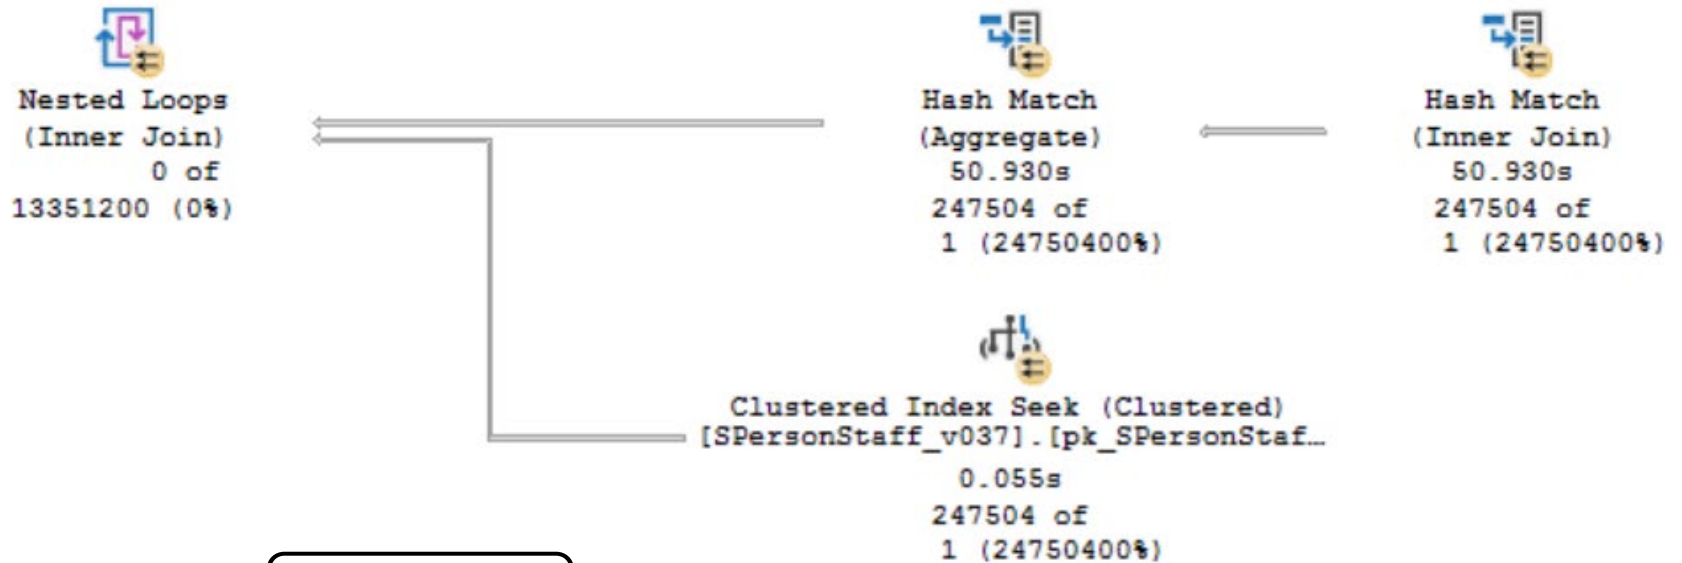 Nested Loops
(Inner Join)
0 of
13351200 (0%)
Hash Match
(Aggregate)
50.930s
247504 of
1 (24750400%)
Hash Match
(Inner Join)
50.930s
247504 of
1 (24750400%)
Clustered Index Seek (Clustered)
[SPersonStaff_v037].[pk_SPersonStaf…
0.055s
247504 of
1 (24750400%)